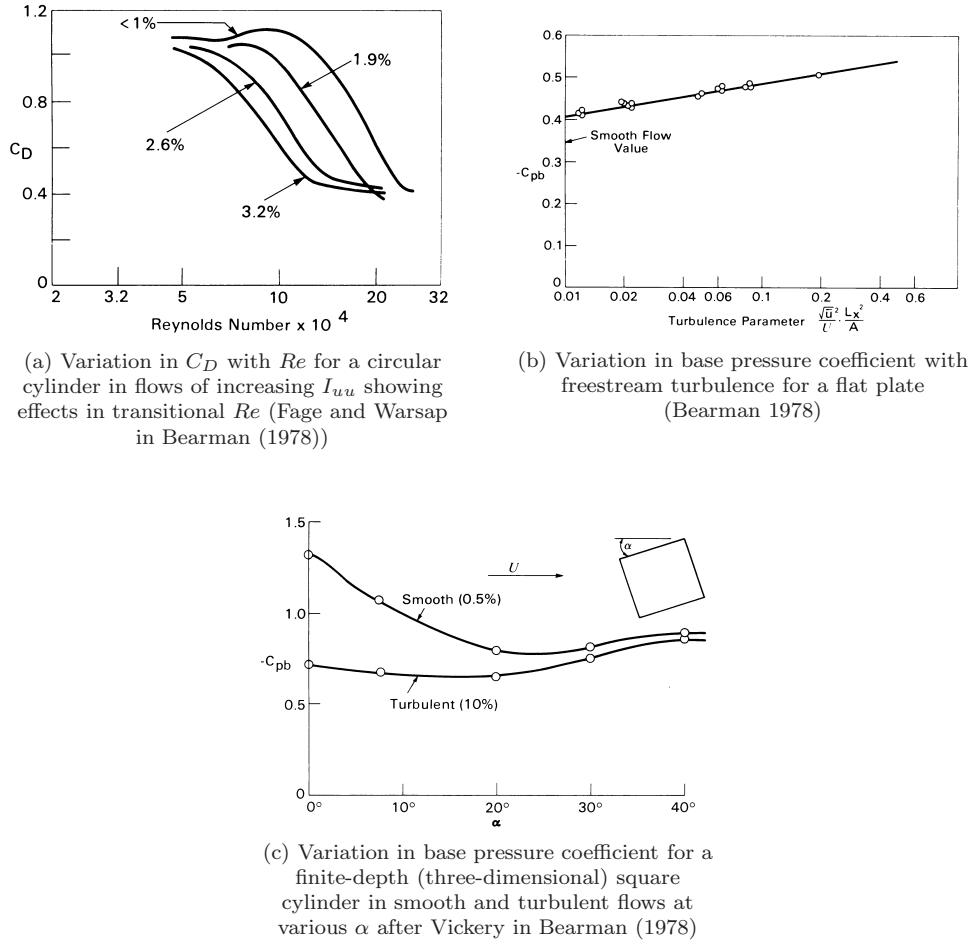 1.2
<1%
1.9%
0.8
2.6%
C_D
0.4
3.2%
0
2 3.2 5 10 20 32
Reynolds Number x 10 4
(a) Variation in C_D with Re for a circular
cylinder in flows of increasing I_uu showing
effects in transitional Re (Fage and Warsap
in Bearman (1978))
0.6
0.5
0.4
Smooth Flow
Value
0.3
-Cpb
0.2
0.1
0
0.01 0.02 0.04 0.06 0.1 0.2 0.4 0.6
Turbulence Parameter √u̅²/U · Lx²/A
(b) Variation in base pressure coefficient with
freestream turbulence for a flat plate
(Bearman 1978)
1.5
α
U
Smooth (0.5%)
1.0
-Cpb
Turbulent (10%)
0.5
0
0° 10° 20° 30° 40°
α
(c) Variation in base pressure coefficient for a
finite-depth (three-dimensional) square
cylinder in smooth and turbulent flows at
various α after Vickery in Bearman (1978)